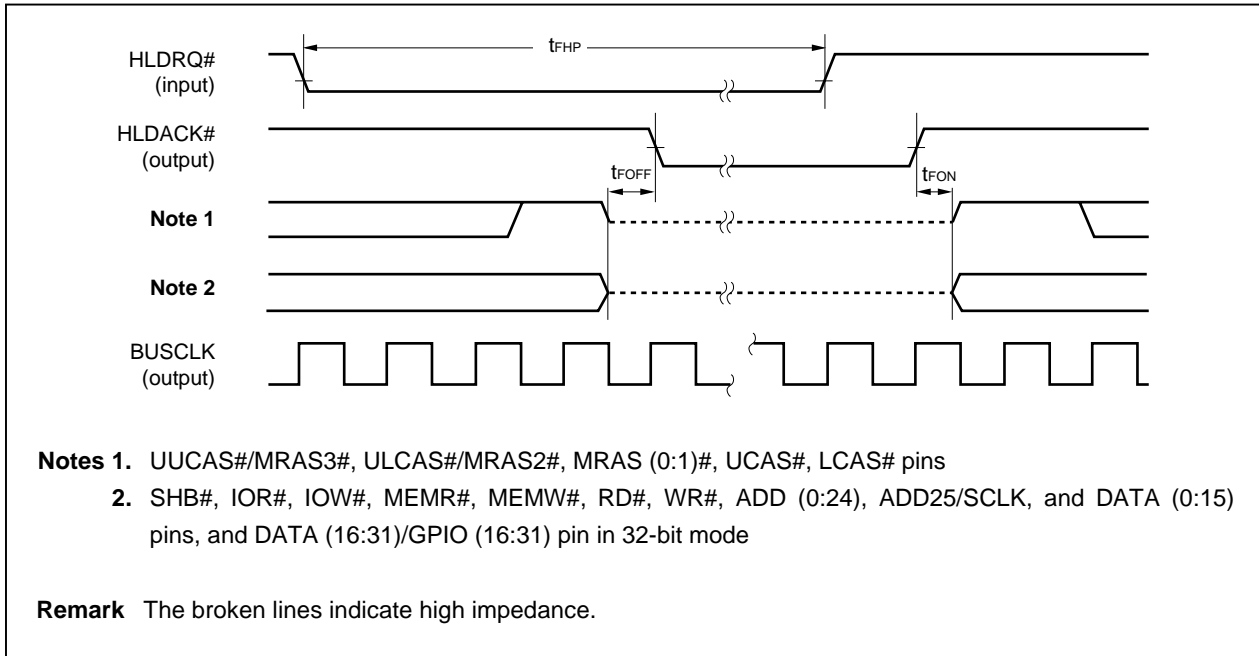 tFHP
HLDRQ#
(input)
HLDACK#
(output)
tFOFF
tFON
Note 1
Note 2
BUSCLK
(output)
Notes 1. UUCAS#/MRAS3#, ULCAS#/MRAS2#, MRAS (0:1)#, UCAS#, LCAS# pins
2. SHB#, IOR#, IOW#, MEMR#, MEMW#, RD#, WR#, ADD (0:24), ADD25/SCLK, and DATA (0:15)
pins, and DATA (16:31)/GPIO (16:31) pin in 32-bit mode
Remark The broken lines indicate high impedance.